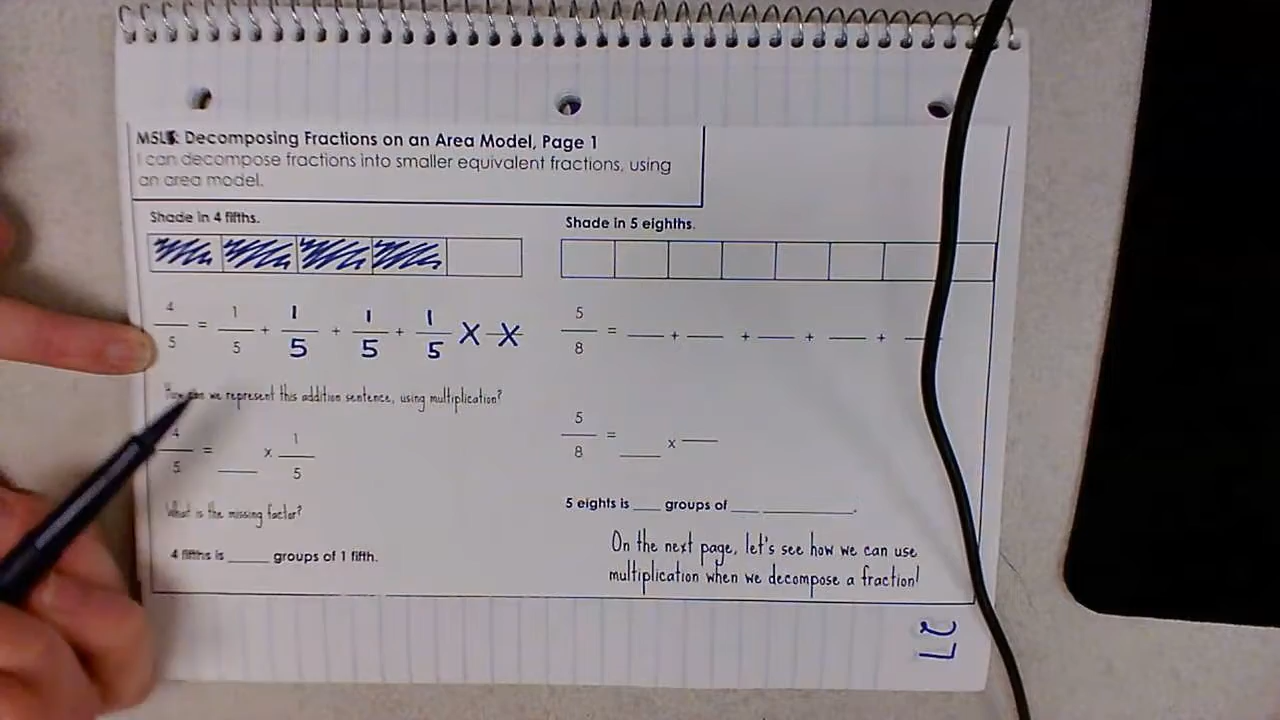 MSL : Decomposing Fractions on an Area Model, Page 1
I can decompose fractions into smaller equivalent fractions, using
an area model.
Shade in 4 fifths.
4/5 = 1/5 + 1/5 + 1/5 + 1/5 X X
How can we represent this addition sentence, using multiplication?
4/5 = ___ x 1/5
What is the missing factor?
4 fifths is ___ groups of 1 fifth.
Shade in 5 eighths.
5/8 = ___ + ___ + ___ + ___ + ___
5/8 = ___ x ___
5 eights is ___ groups of ___ ______.
On the next page, let's see how we can use
multiplication when we decompose a fraction!
27